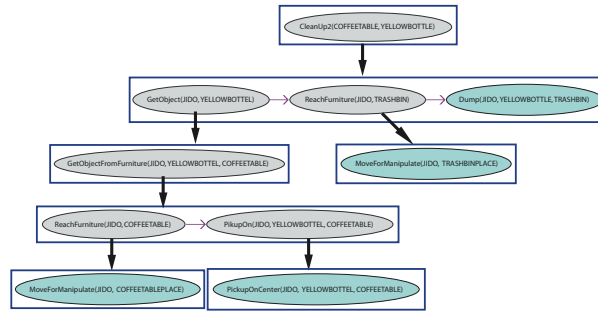 CleanUp2(COFFEETABLE, YELLOWBOTTLE)
GetObject(JIDO, YELLOWBOTTEL)
ReachFurniture(JIDO, TRASHBIN)
Dump(JIDO, YELLOWBOTTLE, TRASHBIN)
GetObjectFromFurniture(JIDO, YELLOWBOTTEL, COFFEETABLE)
MoveForManipulate(JIDO, TRASHBINPLACE)
ReachFurniture(JIDO, COFFEETABLE)
PikupOn(JIDO, YELLOWBOTTEL, COFFEETABLE)
MoveForManipulate(JIDO, COFFEETABLEPLACE)
PickupOnCenter(JIDO, YELLOWBOTTEL, COFFEETABLE)